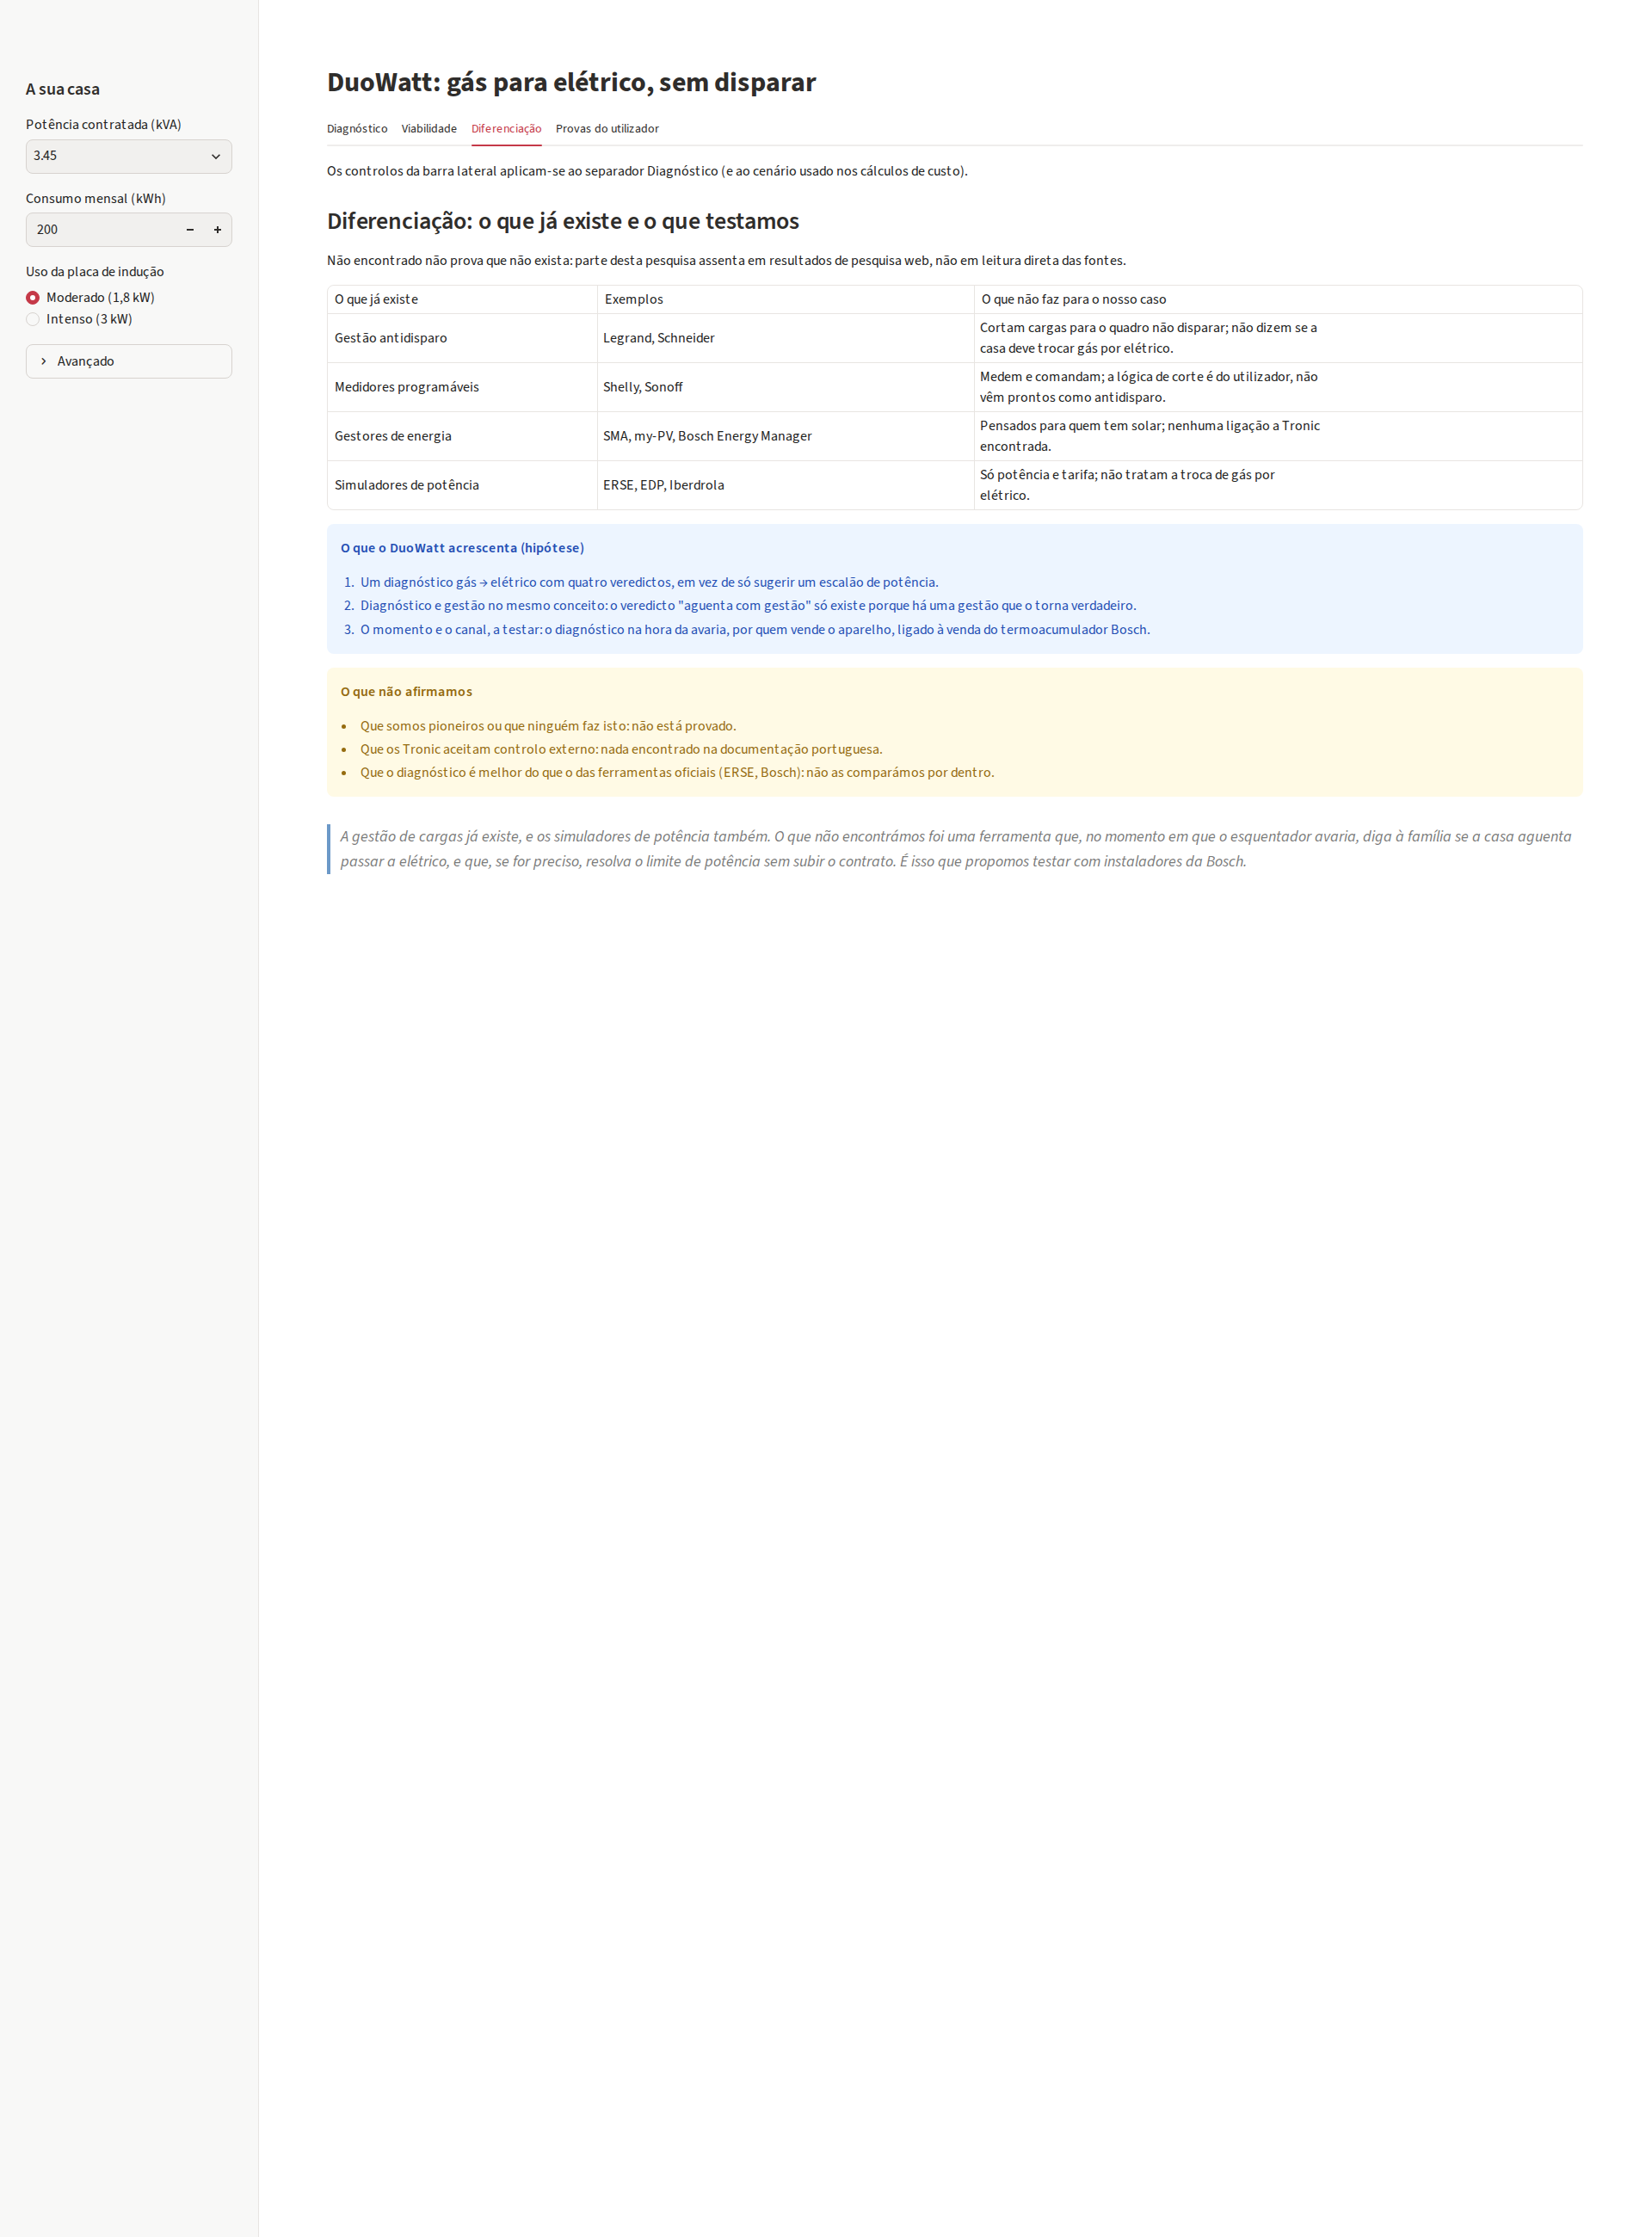 A sua casa
Potência contratada (kVA)
3.45
Consumo mensal (kWh)
200
Uso da placa de indução
Moderado (1,8 kW)
Intenso (3 kW)
Avançado
DuoWatt: gás para elétrico, sem disparar
Diagnóstico Viabilidade Diferenciação Provas do utilizador
Os controlos da barra lateral aplicam-se ao separador Diagnóstico (e ao cenário usado nos cálculos de custo).
Diferenciação: o que já existe e o que testamos
Não encontrado não prova que não exista: parte desta pesquisa assenta em resultados de pesquisa web, não em leitura direta das fontes.
O que já existe Exemplos O que não faz para o nosso caso
Gestão antidisparo Legrand, Schneider Cortam cargas para o quadro não disparar; não dizem se a
casa deve trocar gás por elétrico.
Medidores programáveis Shelly, Sonoff Medem e comandam; a lógica de corte é do utilizador, não
vêm prontos como antidisparo.
Gestores de energia SMA, my-PV, Bosch Energy Manager Pensados para quem tem solar; nenhuma ligação a Tronic
encontrada.
Simuladores de potência ERSE, EDP, Iberdrola Só potência e tarifa; não tratam a troca de gás por
elétrico.
O que o DuoWatt acrescenta (hipótese)
1. Um diagnóstico gás → elétrico com quatro veredictos, em vez de só sugerir um escalão de potência.
2. Diagnóstico e gestão no mesmo conceito: o veredicto "aguenta com gestão" só existe porque há uma gestão que o torna verdadeiro.
3. O momento e o canal, a testar: o diagnóstico na hora da avaria, por quem vende o aparelho, ligado à venda do termoacumulador Bosch.
O que não afirmamos
• Que somos pioneiros ou que ninguém faz isto: não está provado.
• Que os Tronic aceitam controlo externo: nada encontrado na documentação portuguesa.
• Que o diagnóstico é melhor do que o das ferramentas oficiais (ERSE, Bosch): não as comparámos por dentro.
A gestão de cargas já existe, e os simuladores de potência também. O que não encontrámos foi uma ferramenta que, no momento em que o esquentador avaria, diga à família se a casa aguenta
passar a elétrico, e que, se for preciso, resolva o limite de potência sem subir o contrato. É isso que propomos testar com instaladores da Bosch.